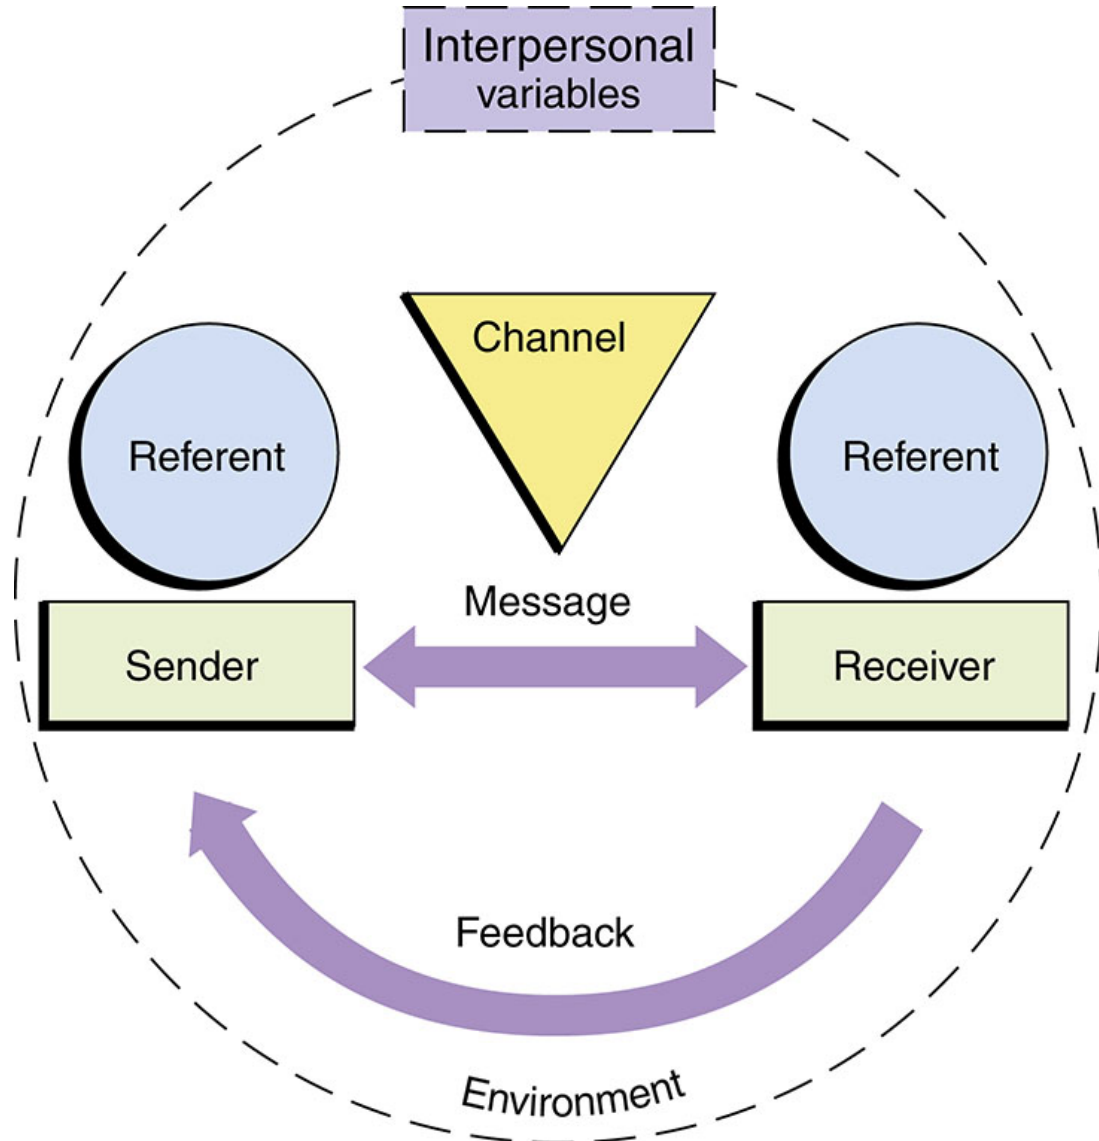 Interpersonal
variables
Channel
Referent
Referent
Message
Sender
Receiver
Feedback
Environment